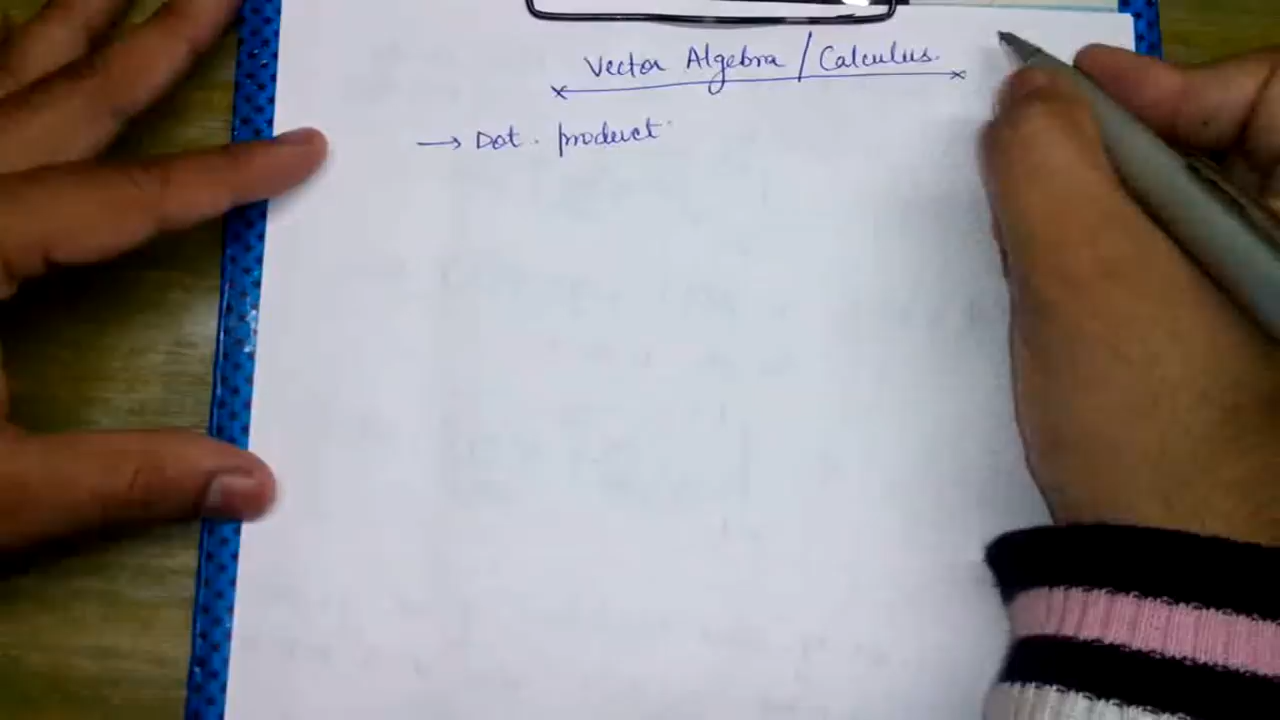 Vector Algebra / Calculus.
→ Dot. product